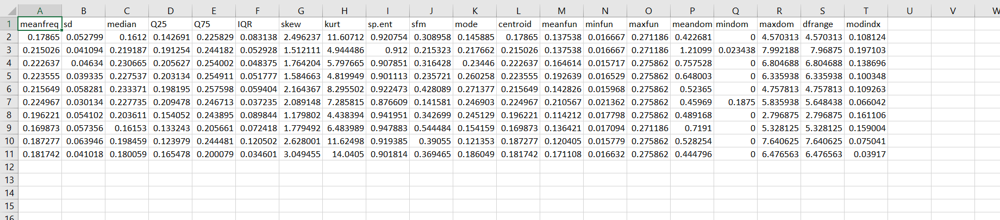 A B C D E F G H I J K L M N O P Q R S T U V W
1 meanfreq sd median Q25 Q75 IQR skew kurt sp.ent sfm mode centroid meanfun minfun maxfun meandom mindom maxdom dfrange modindx
2 0.17865 0.052799 0.1612 0.142691 0.225829 0.083138 2.496237 11.60712 0.920754 0.308958 0.145885 0.17865 0.137538 0.016667 0.271186 0.422681 0 4.570313 4.570313 0.108124
3 0.215026 0.041094 0.219187 0.191254 0.244182 0.052928 1.512111 4.944486 0.912 0.215323 0.217662 0.215026 0.137538 0.016667 0.271186 1.21099 0.023438 7.992188 7.96875 0.197103
4 0.222637 0.04634 0.230665 0.205627 0.254002 0.048375 1.764204 5.797665 0.907851 0.316428 0.23446 0.222637 0.164614 0.015717 0.275862 0.757528 0 6.804688 6.804688 0.138696
5 0.223555 0.039335 0.227537 0.203134 0.254911 0.051777 1.584663 4.819949 0.901113 0.235721 0.260258 0.223555 0.192639 0.016529 0.275862 0.648003 0 6.335938 6.335938 0.100348
6 0.215649 0.058281 0.233371 0.198195 0.257598 0.059404 2.164367 8.295502 0.922473 0.428089 0.271377 0.215649 0.142826 0.015968 0.275862 0.52365 0 4.757813 4.757813 0.109263
7 0.224967 0.030134 0.227735 0.209478 0.246713 0.037235 2.089148 7.285815 0.876609 0.141581 0.246903 0.224967 0.210567 0.021362 0.275862 0.45969 0.1875 5.835938 5.648438 0.066042
8 0.196221 0.054102 0.203611 0.154052 0.243895 0.089844 1.179802 4.438394 0.941951 0.342699 0.245129 0.196221 0.114212 0.017798 0.275862 0.489168 0 2.796875 2.796875 0.161106
9 0.169873 0.057356 0.16153 0.133243 0.205661 0.072418 1.779492 6.483989 0.947883 0.544484 0.154159 0.169873 0.136421 0.017094 0.271186 0.7191 0 5.328125 5.328125 0.159004
10 0.187277 0.063946 0.198459 0.123979 0.244481 0.120502 2.628001 11.62498 0.919385 0.39055 0.121353 0.187277 0.120405 0.015779 0.275862 0.528254 0 7.640625 7.640625 0.075041
11 0.181742 0.041018 0.180059 0.165478 0.200079 0.034601 3.049455 14.0405 0.901814 0.369465 0.186049 0.181742 0.171108 0.016632 0.275862 0.444796 0 6.476563 6.476563 0.03917
12
13
14
15
16